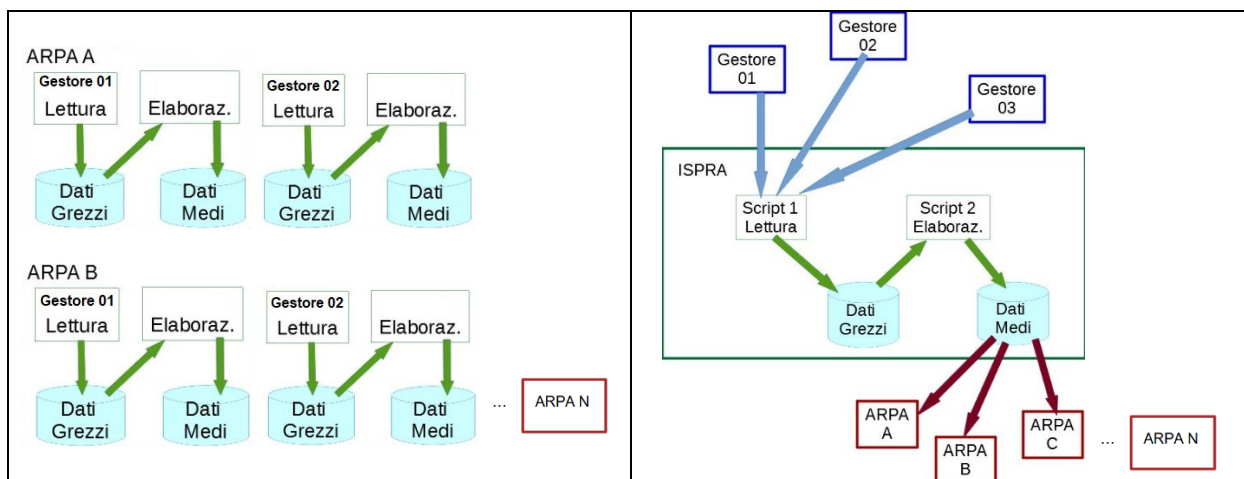 ARPA A
Gestore 01
Lettura
Elaboraz.
Gestore 02
Lettura
Elaboraz.
Dati
Grezzi
Dati
Medi
Dati
Grezzi
Dati
Medi
ARPA B
Gestore 01
Lettura
Elaboraz.
Gestore 02
Lettura
Elaboraz.
Dati
Grezzi
Dati
Medi
Dati
Grezzi
Dati
Medi
...
ARPA N
Gestore
01
Gestore
02
Gestore
03
ISPRA
Script 1
Lettura
Script 2
Elaboraz.
Dati
Grezzi
Dati
Medi
ARPA
A
ARPA
B
ARPA
C
...
ARPA N